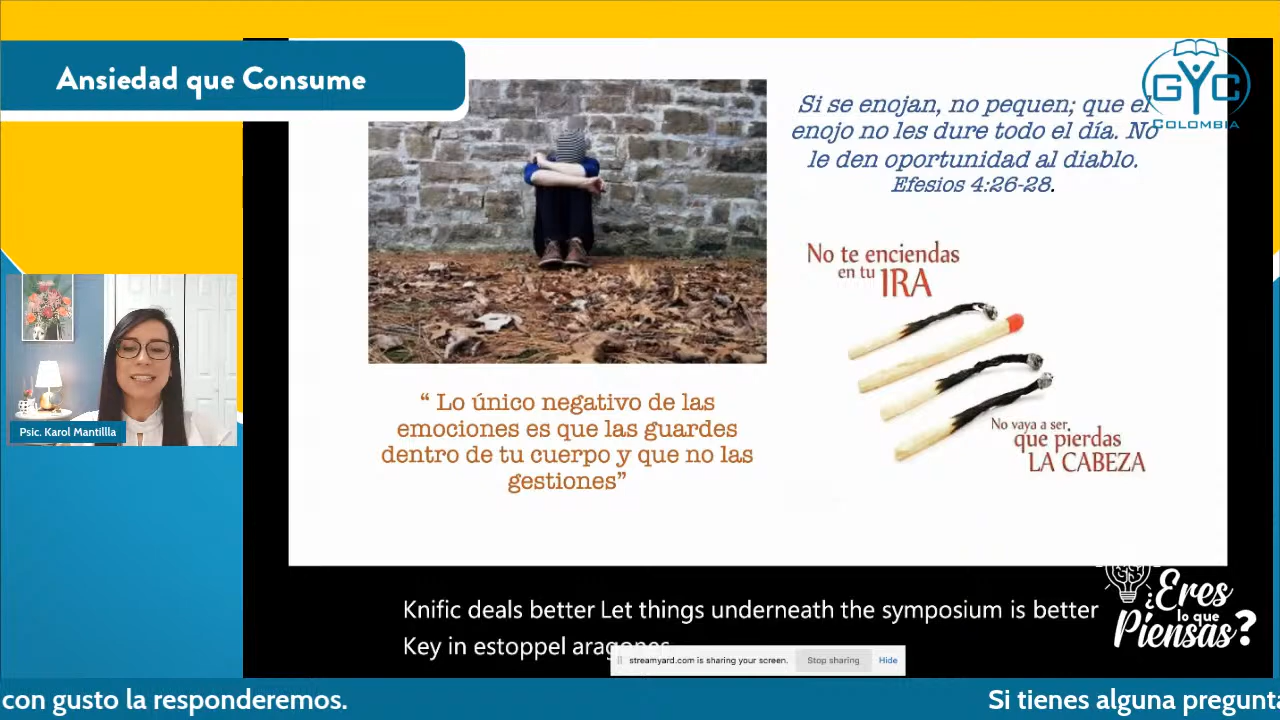 Ansiedad que Consume
Si se enojan, no pequen; que el
enojo no les dure todo el día. No
le den oportunidad al diablo.
Efesios 4:26-28.
GYC
COLOMBIA
No te enciendas
en tu
IRA
No vaya a ser,
que pierdas
LA CABEZA
Psic. Karol Mantillla
“ Lo único negativo de las
emociones es que las guardes
dentro de tu cuerpo y que no las
gestiones”
Knific deals better Let things underneath the symposium is better
Key in estoppel aragones
streamyard.com is sharing your screen.
Stop sharing
Hide
¿Eres
lo que
Piensas?
con gusto la responderemos.
Si tienes alguna pregunta